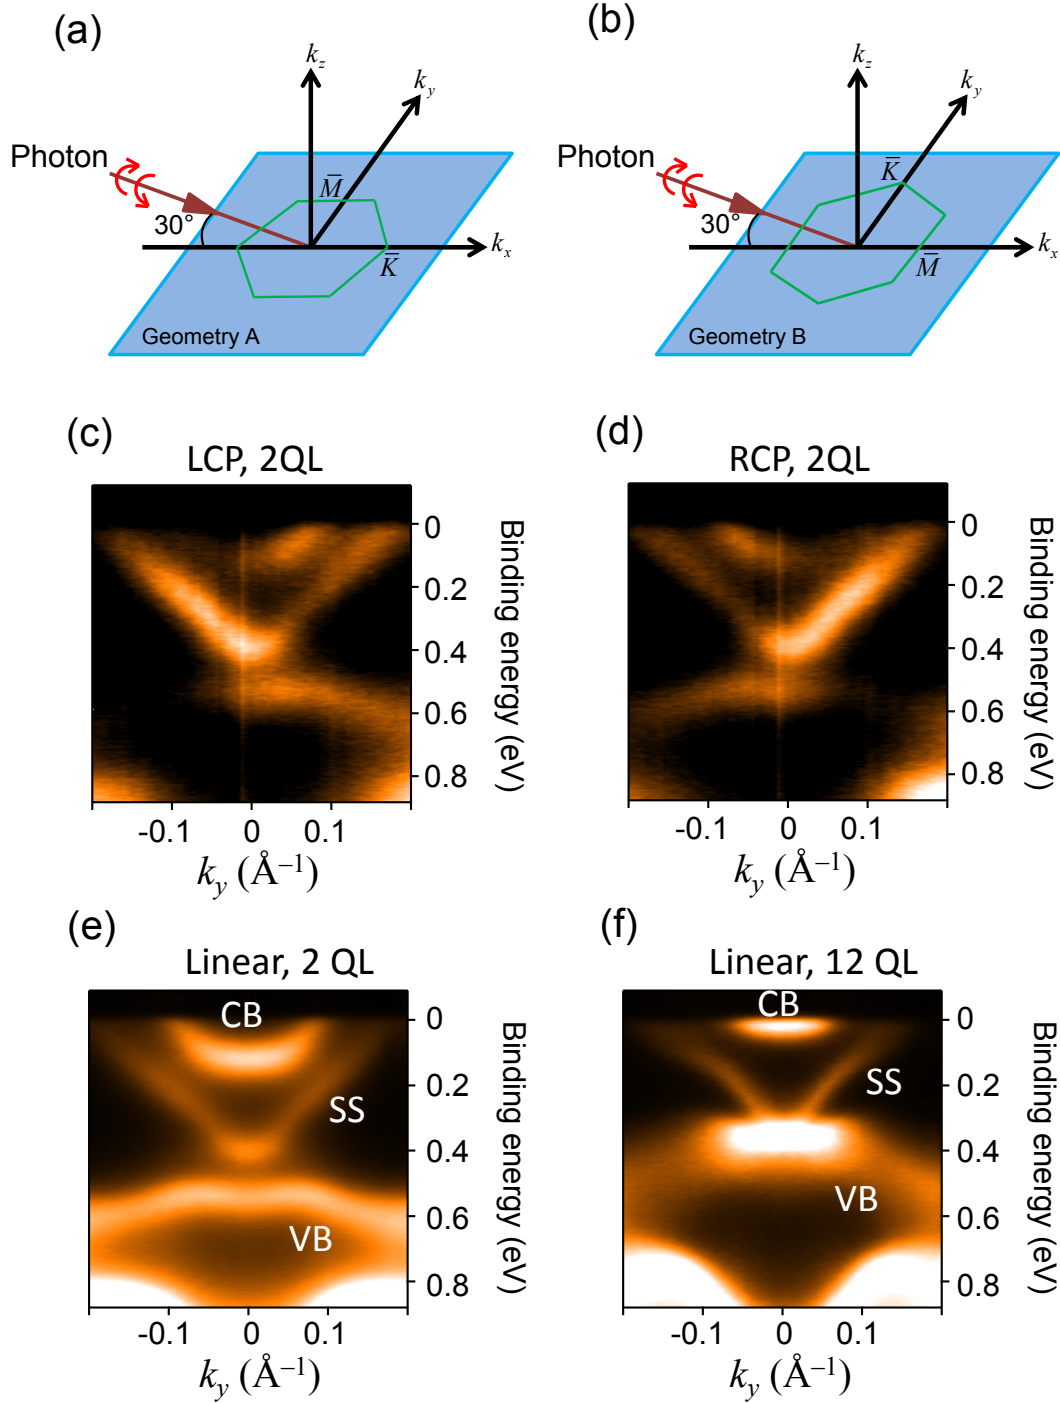 (a)
(b)
k_z
k_y
Photon
30°
M̅
K̅
k_x
Geometry A
k_z
k_y
Photon
30°
K̅
M̅
k_x
Geometry B
(c)
LCP, 2QL
0
0.2
0.4
0.6
0.8
Binding energy (eV)
-0.1 0 0.1
k_y (Å⁻¹)
(d)
RCP, 2QL
0
0.2
0.4
0.6
0.8
Binding energy (eV)
-0.1 0 0.1
k_y (Å⁻¹)
(e)
Linear, 2 QL
CB
SS
VB
0
0.2
0.4
0.6
0.8
Binding energy (eV)
-0.1 0 0.1
k_y (Å⁻¹)
(f)
Linear, 12 QL
CB
SS
VB
0
0.2
0.4
0.6
0.8
Binding energy (eV)
-0.1 0 0.1
k_y (Å⁻¹)